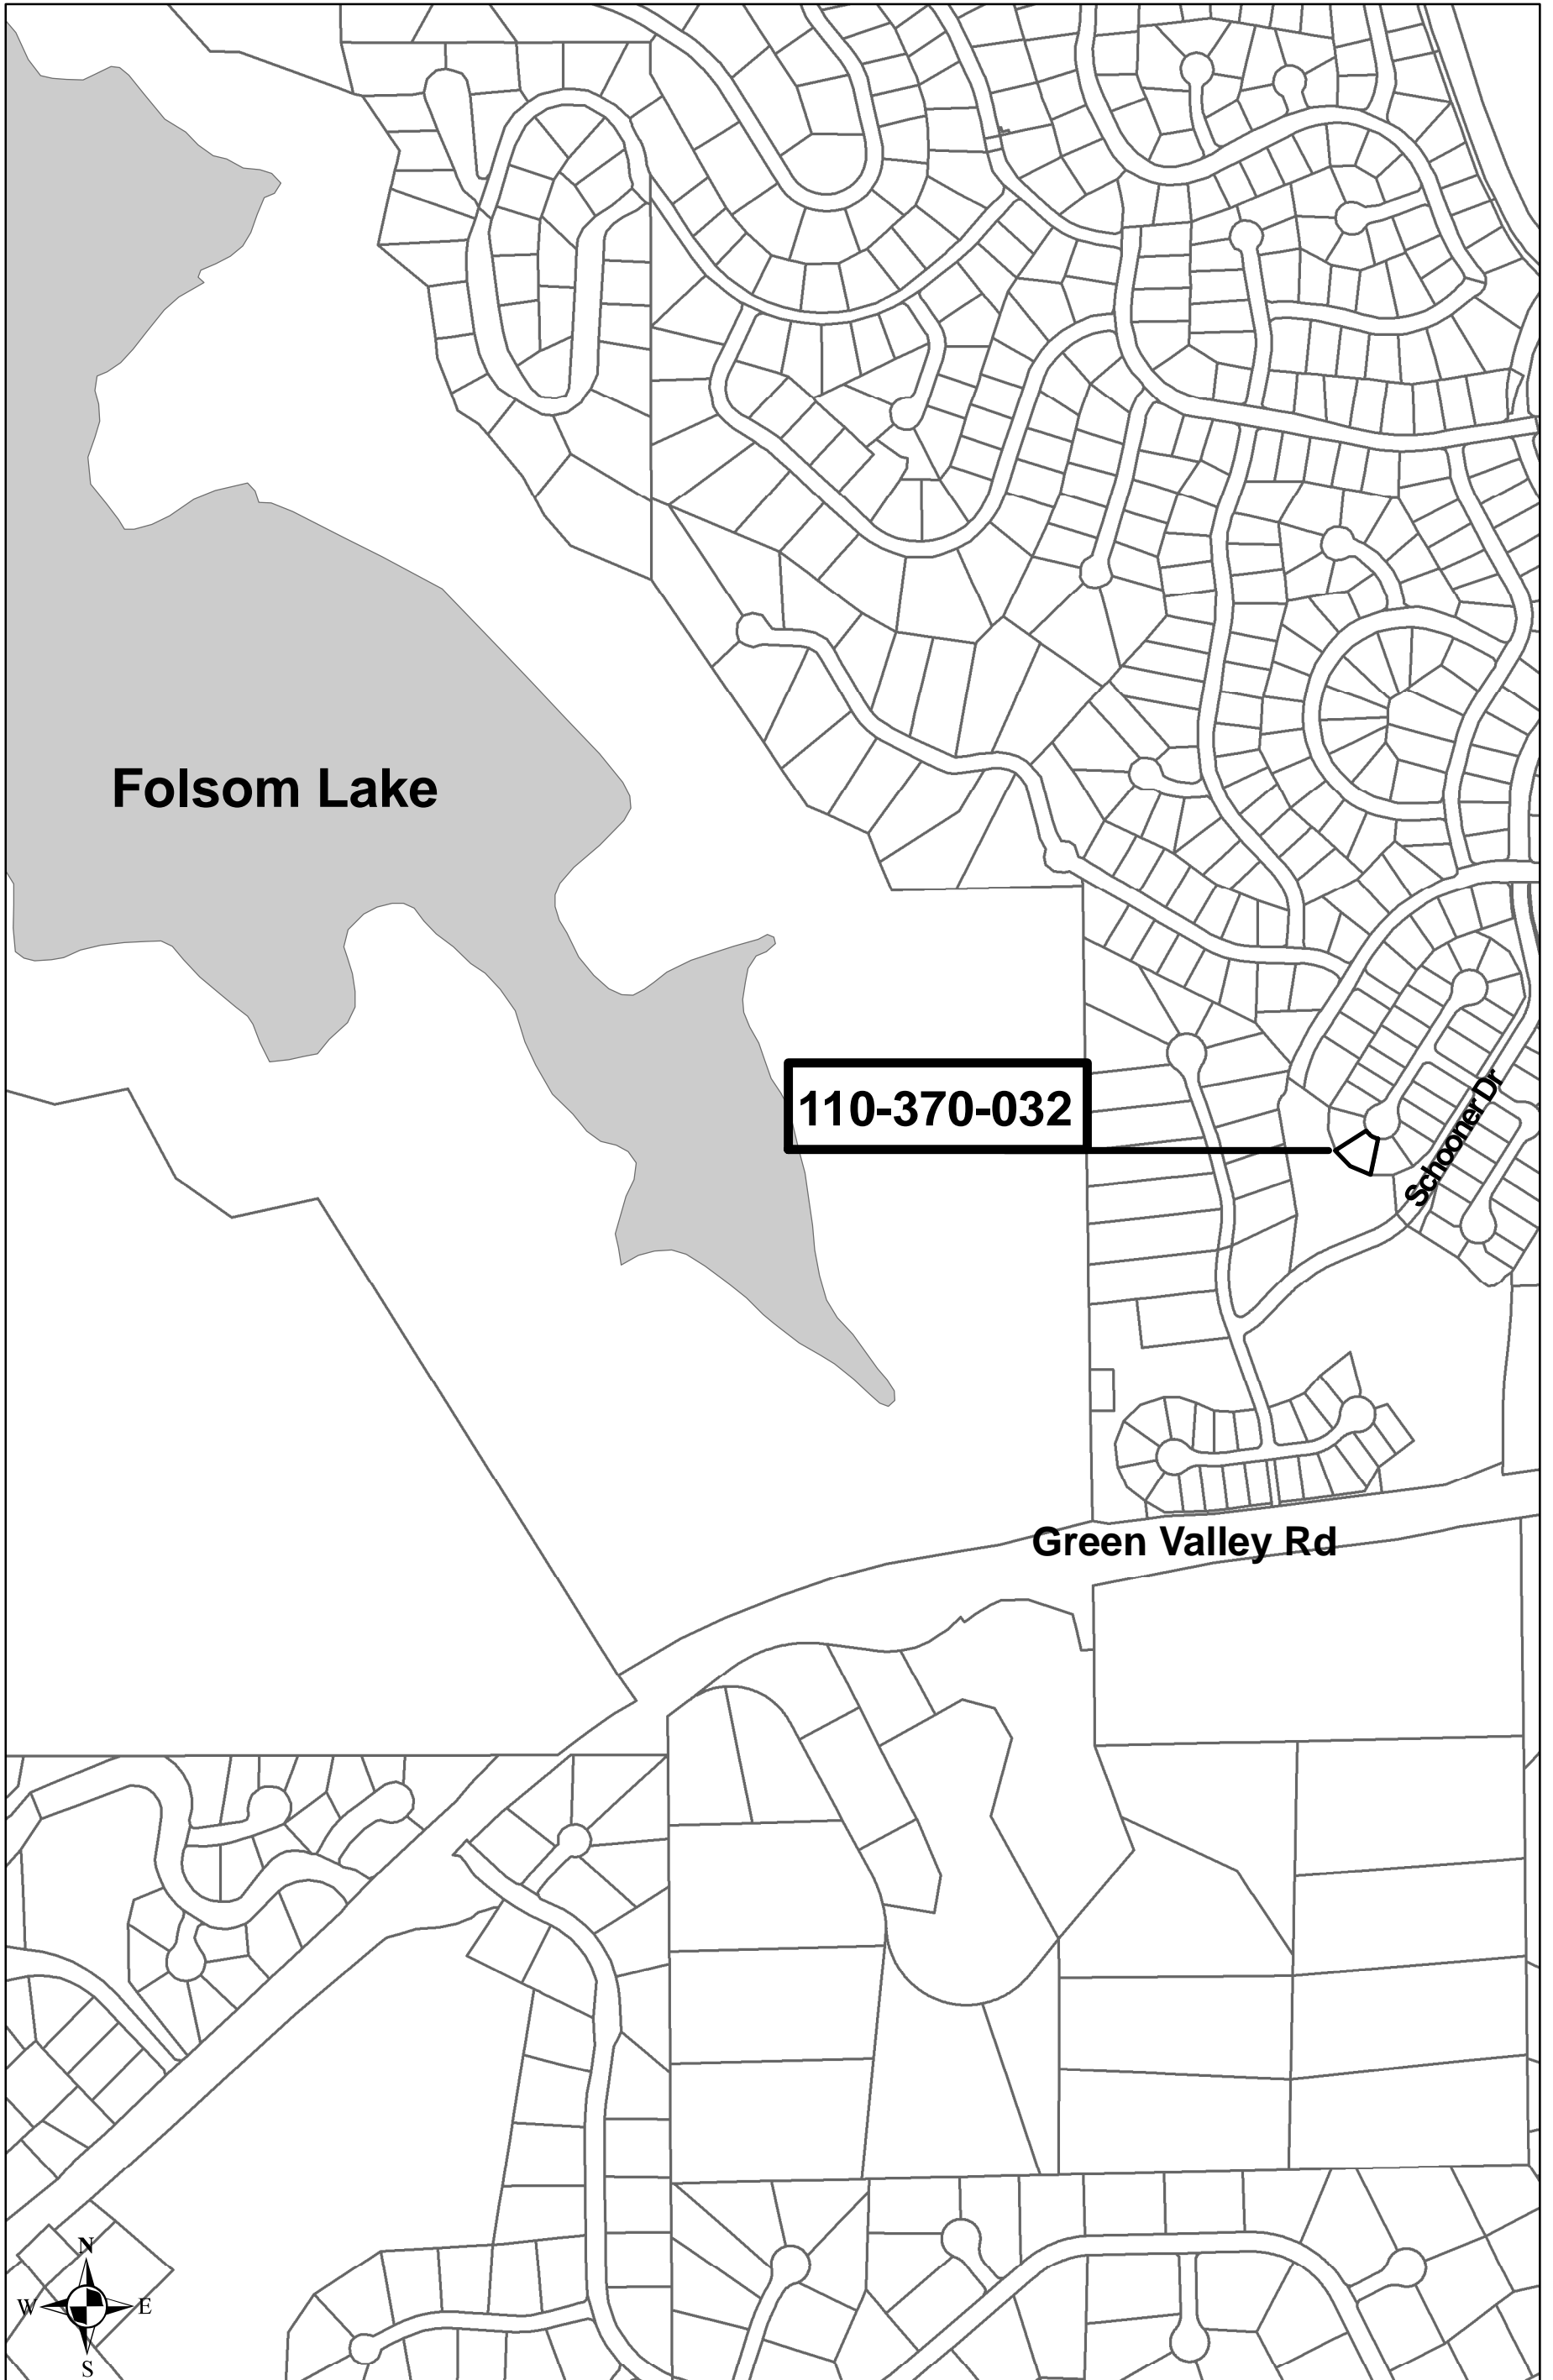 Folsom Lake
110-370-032
Schooner Dr
Green Valley Rd
N
W E
S